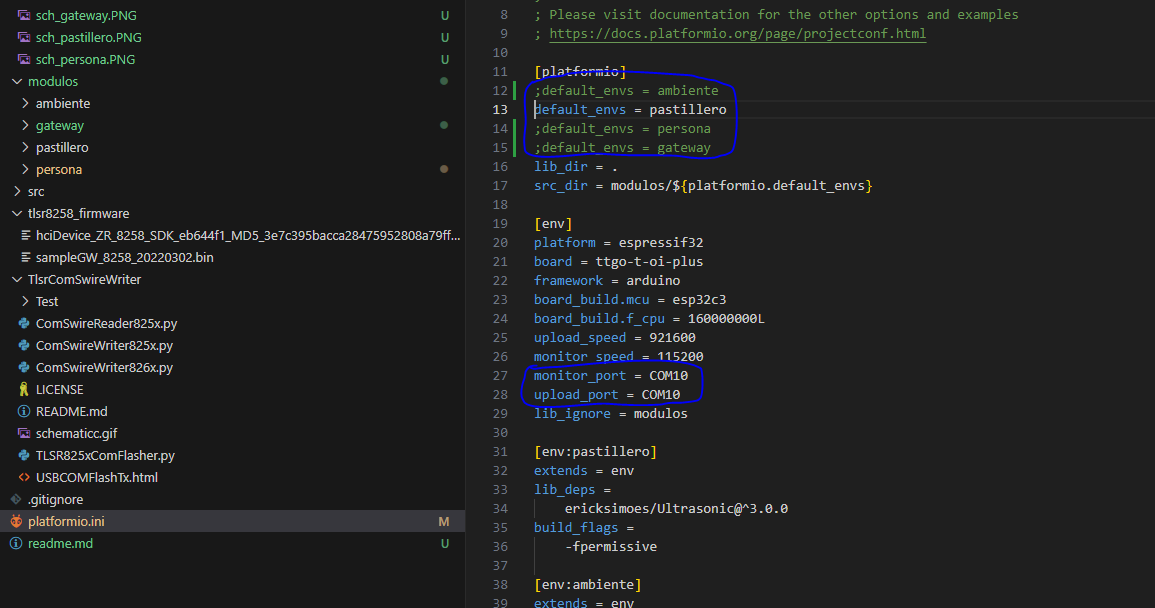 sch_gateway.PNG U
sch_pastillero.PNG U
sch_persona.PNG U
modulos
ambiente
gateway
pastillero
persona
src
tlsr8258_firmware
hciDevice_ZR_8258_SDK_eb644f1_MD5_3e7c395bacca28475952808a79ff...
sampleGW_8258_20220302.bin
TlsrComSwireWriter
Test
ComSwireReader825x.py
ComSwireWriter825x.py
ComSwireWriter826x.py
LICENSE
README.md
schematicc.gif
TLSR825xComFlasher.py
USBCOMFlashTx.html
.gitignore
platformio.ini M
readme.md U
8 ; Please visit documentation for the other options and examples
9 ; https://docs.platformio.org/page/projectconf.html
10
11 [platformio]
12 ;default_envs = ambiente
13 default_envs = pastillero
14 ;default_envs = persona
15 ;default_envs = gateway
16 lib_dir = .
17 src_dir = modulos/${platformio.default_envs}
18
19 [env]
20 platform = espressif32
21 board = ttgo-t-oi-plus
22 framework = arduino
23 board_build.mcu = esp32c3
24 board_build.f_cpu = 160000000L
25 upload_speed = 921600
26 monitor_speed = 115200
27 monitor_port = COM10
28 upload_port = COM10
29 lib_ignore = modulos
30
31 [env:pastillero]
32 extends = env
33 lib_deps =
34 ericksimoes/Ultrasonic@^3.0.0
35 build_flags =
36 -fpermissive
37
38 [env:ambiente]
39 extends = env